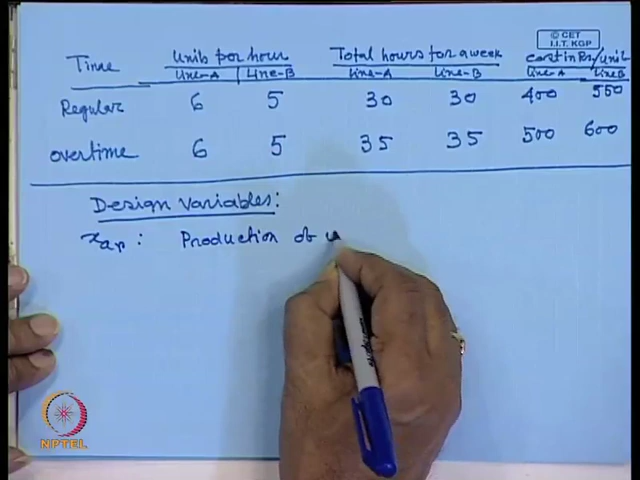 © CET
I.I.T. KGP
Time Units per hour Total hours for a week cost in Rs/Unit
Line-A Line-B Line-A Line-B Line-A Line B
Regular 6 5 30 30 400 550
overtime 6 5 35 35 500 600
Design Variables:
xar: Production of u
NPTEL